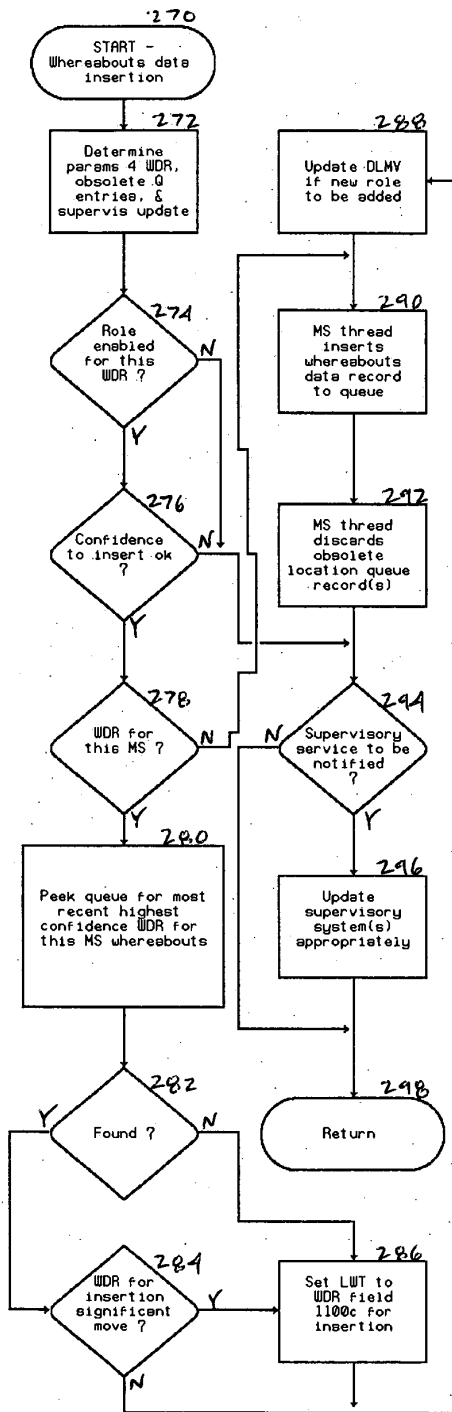 270
START -
Whereabouts data
insertion
272
Determine
params 4 WDR,
obsolete Q
entries, &
supervis update
274
Role
enabled
for this
WDR ?
N
Y
276
Confidence
to insert ok
?
N
Y
278
WDR for
this MS ?
N
Y
280
Peek queue for most
recent highest
confidence WDR for
this MS whereabouts
282
Y
Found ?
N
284
WDR for
insertion
significant
move ?
Y
N
286
Set LWT to
WDR field
1100c for
insertion
288
Update DLMV
if new role
to be added
290
MS thread
inserts
whereabouts
data record
to queue
292
MS thread
discards
obsolete
location queue
record(s)
294
N
Supervisory
service to be
notified
?
Y
296
Update
supervisory
system(s)
appropriately
298
Return